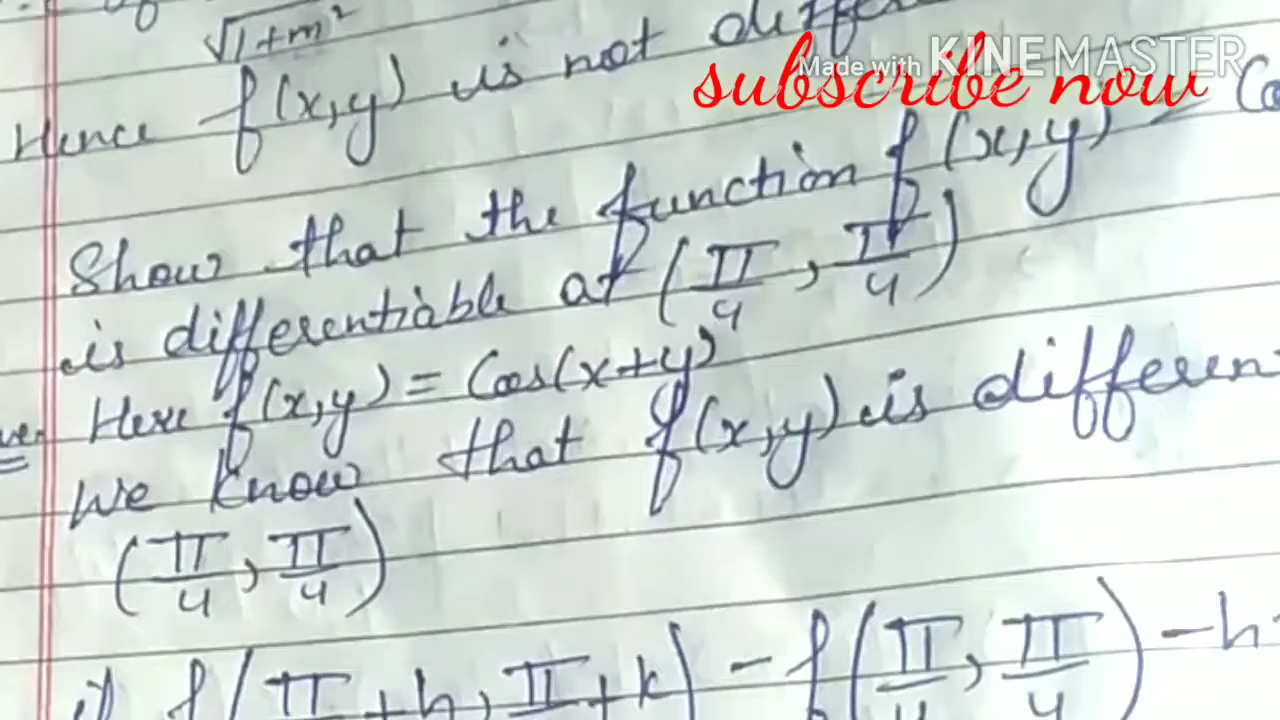 √1+m²
Hence f(x,y) is not
subscribe now
Made with KINEMASTER
Show that the function f(x,y) =
is differentiable at (π/4, π/4)
Here f(x,y) = Cos(x+y)
We know that f(x,y) is differen
(π/4, π/4)
if f(π/4+h, π/4+k) - f(π/4, π/4) - h